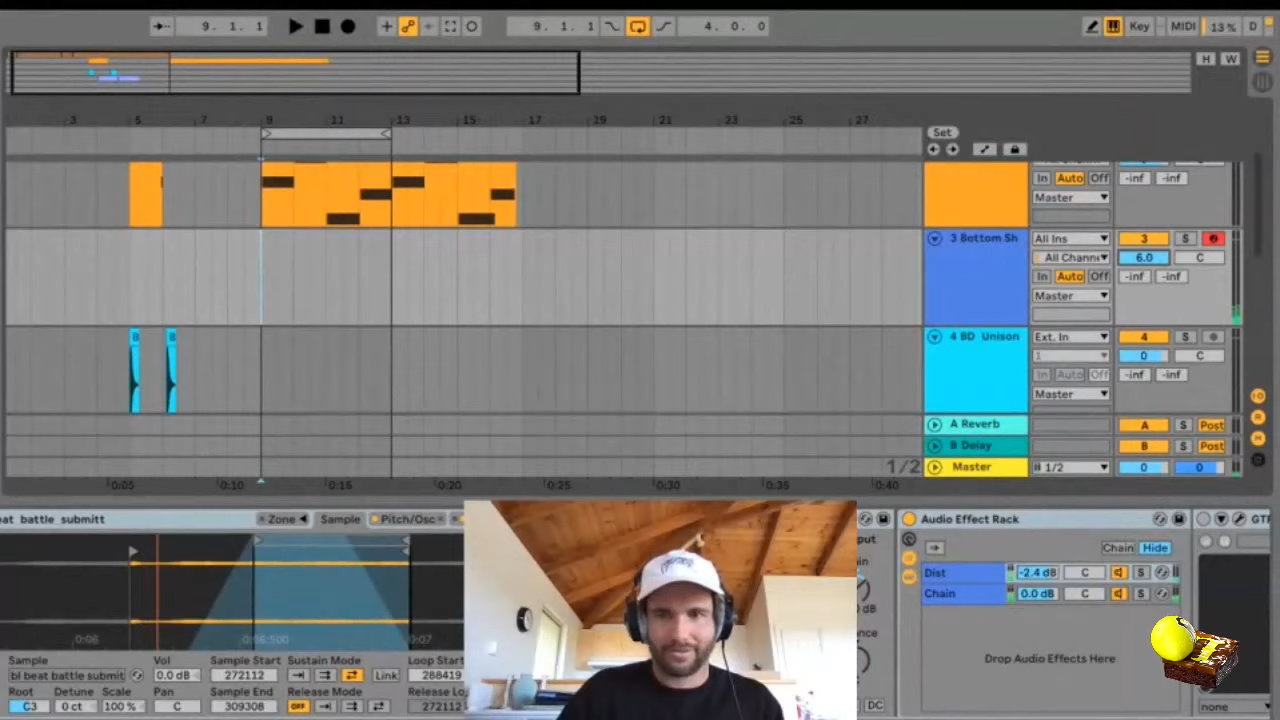 9. 1. 1
9. 1. 1
4. 0. 0
Key
MIDI
13 %
D
H
W
3
5
7
9
11
13
15
17
19
21
23
25
27
Set
In Auto Off
-inf -inf
Master
3 Bottom Sh
All Ins
3
S
All Channe
6.0
C
In Auto Off
-inf -inf
Master
B
B
4 BD Unison
Ext. In
4
S
1
0
C
In Auto Off
-inf -inf
Master
A Reverb
A
S
Post
B Delay
B
S
Post
1/2
Master
1/2
0
0
0:05
0:10
0:15
0:20
0:25
0:30
0:35
0:40
eat battle submitt
Zone
Sample
Pitch/Osc
Audio Effect Rack
Chain Hide
Dist
-2.4 dB
C
S
Chain
0.0 dB
C
S
Drop Audio Effects Here
0:06
0:06:500
0:07
Sample
Vol
Sample Start
Sustain Mode
Loop Start
bl beat battle submit
0.0 dB
272112
Link
288419
Root
Detune
Scale
Pan
Sample End
Release Mode
Release Lo
C3
0 ct
100 %
C
309308
OFF
272112
dB
DC
none